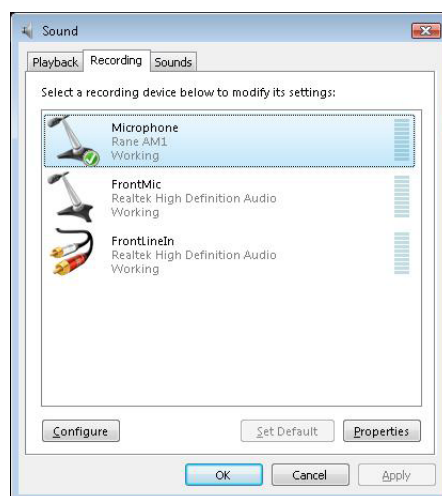 Sound
Playback Recording Sounds
Select a recording device below to modify its settings:
Microphone
Rane AM1
Working
FrontMic
Realtek High Definition Audio
Working
FrontLineIn
Realtek High Definition Audio
Working
Configure Set Default Properties
OK Cancel Apply